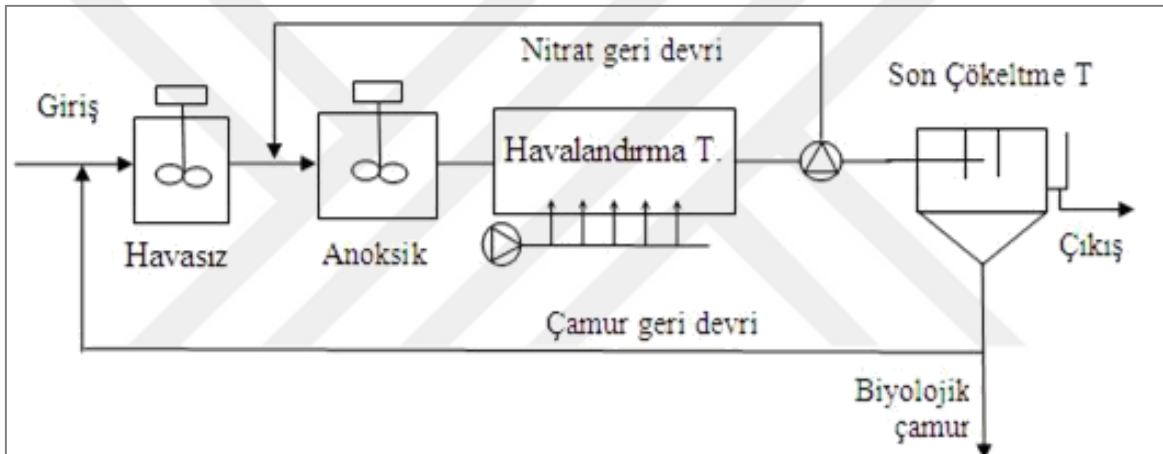 Nitrat geri devri
Son Çökeltme T
Giriş
Havalandırma T.
Havasız
Anoksik
Çıkış
Çamur geri devri
Biyolojik
çamur